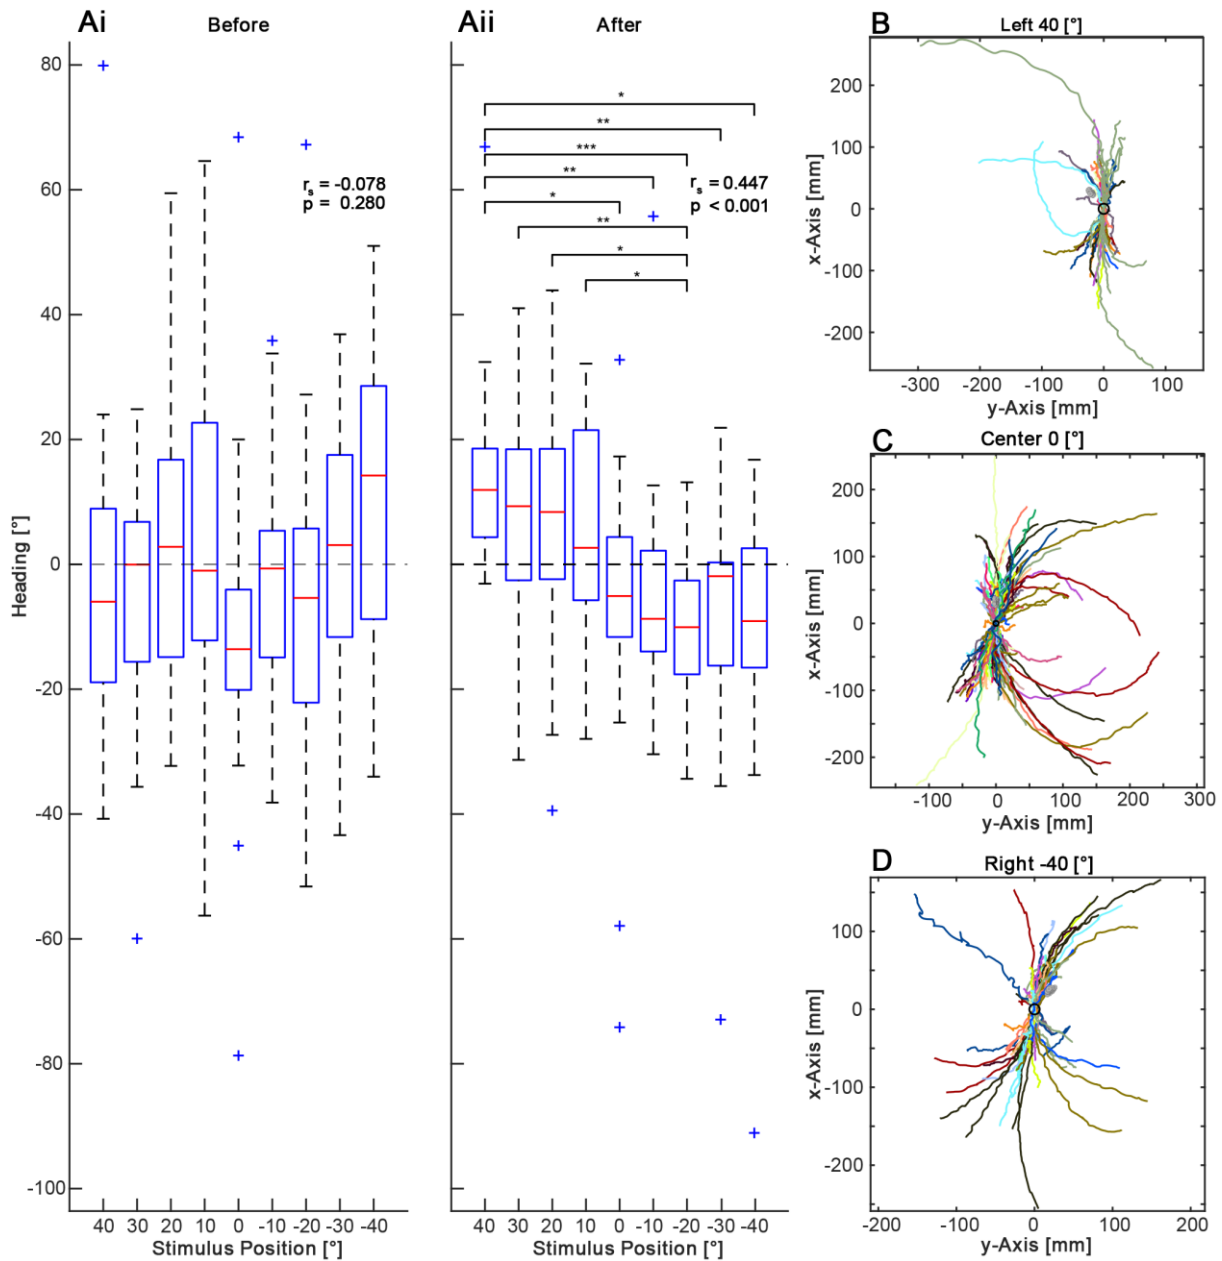 Ai
Before
80
60
40
20
0
-20
-40
-60
-80
-100
Heading [°]
r_s = -0.078
p = 0.280
40 30 20 10 0 -10 -20 -30 -40
Stimulus Position [°]
Aii
After
*
**
***
**
*
**
*
*
r_s = 0.447
p < 0.001
40 30 20 10 0 -10 -20 -30 -40
Stimulus Position [°]
B
Left 40 [°]
200
100
0
-100
-200
x-Axis [mm]
-300 -200 -100 0 100
y-Axis [mm]
C
Center 0 [°]
200
100
0
-100
-200
x-Axis [mm]
-100 0 100 200 300
y-Axis [mm]
D
Right -40 [°]
100
0
-100
-200
x-Axis [mm]
-200 -100 0 100 200
y-Axis [mm]